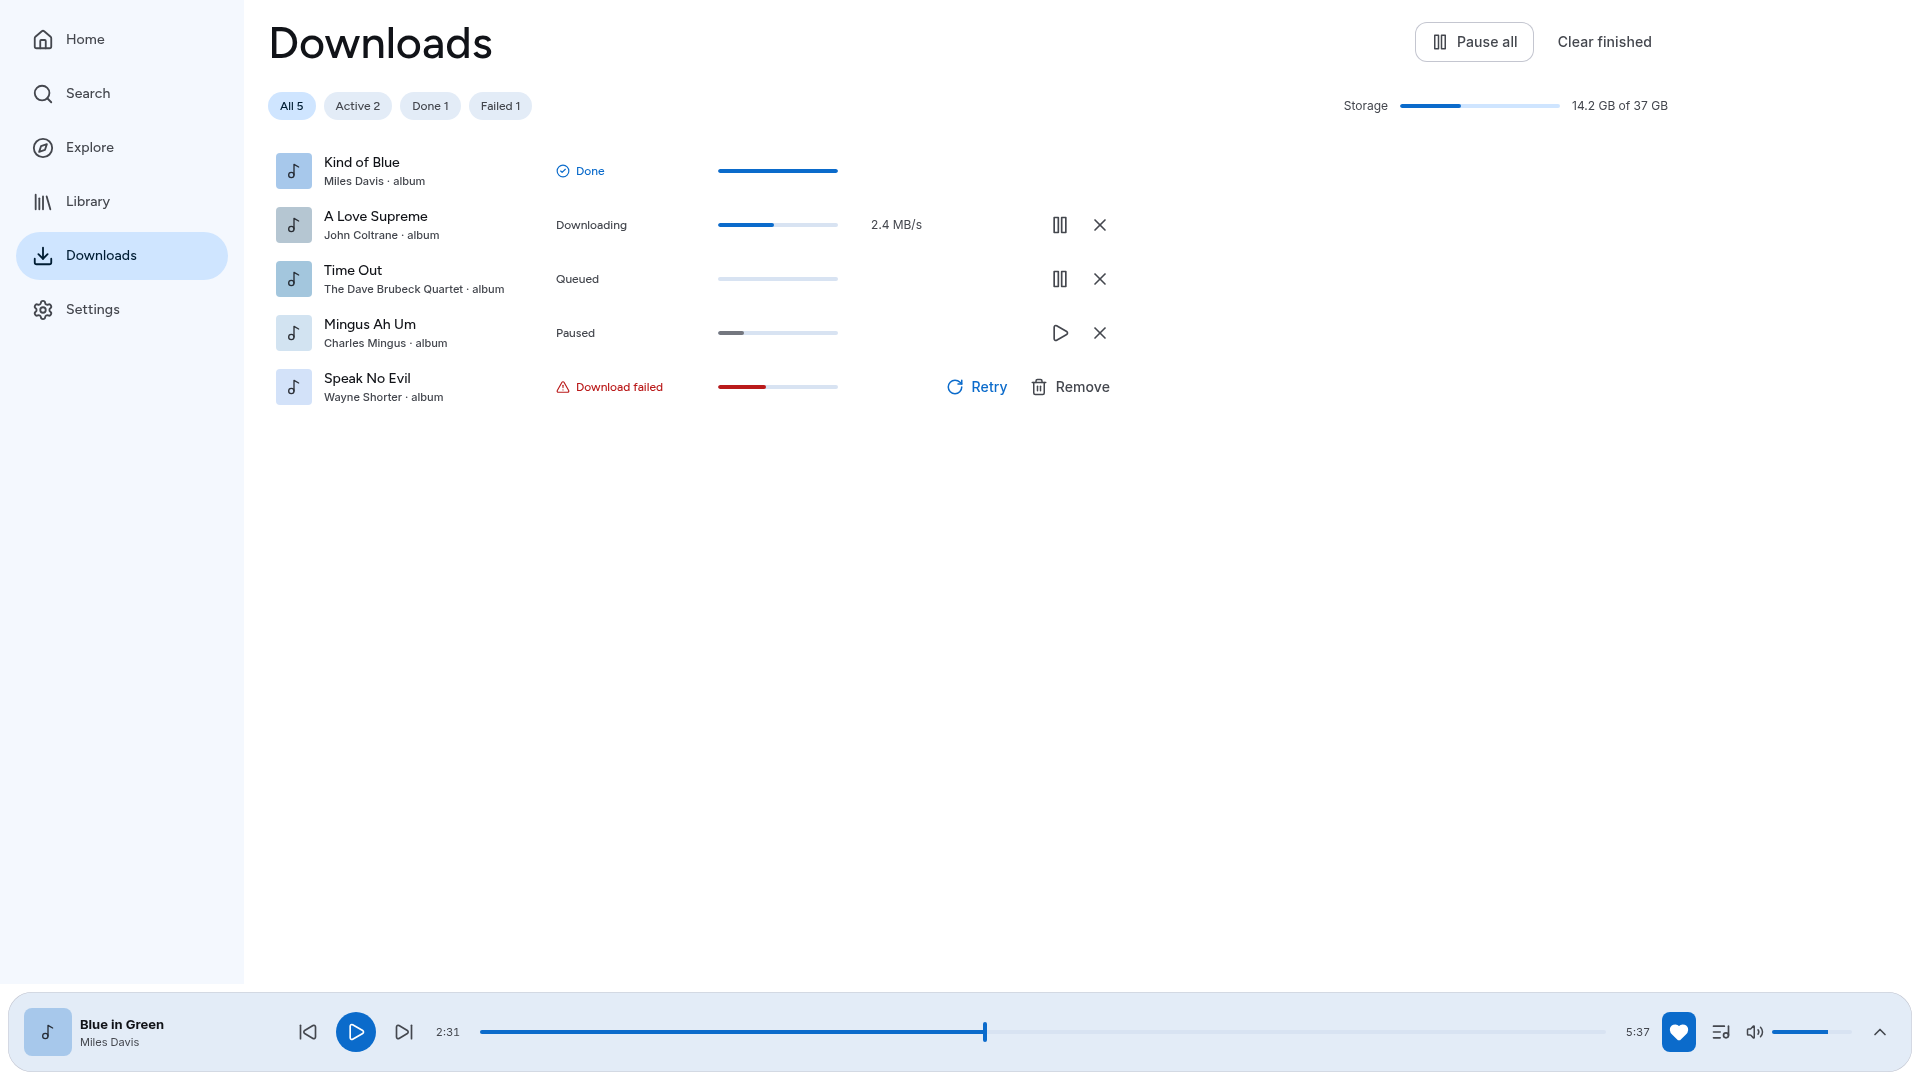 Home
Search
Explore
Library
Downloads
Settings
Downloads
Pause all
Clear finished
All 5
Active 2
Done 1
Failed 1
Storage
14.2 GB of 37 GB
Kind of Blue
Miles Davis · album
Done
A Love Supreme
John Coltrane · album
Downloading
2.4 MB/s
Time Out
The Dave Brubeck Quartet · album
Queued
Mingus Ah Um
Charles Mingus · album
Paused
Speak No Evil
Wayne Shorter · album
Download failed
Retry
Remove
Blue in Green
Miles Davis
2:31
5:37